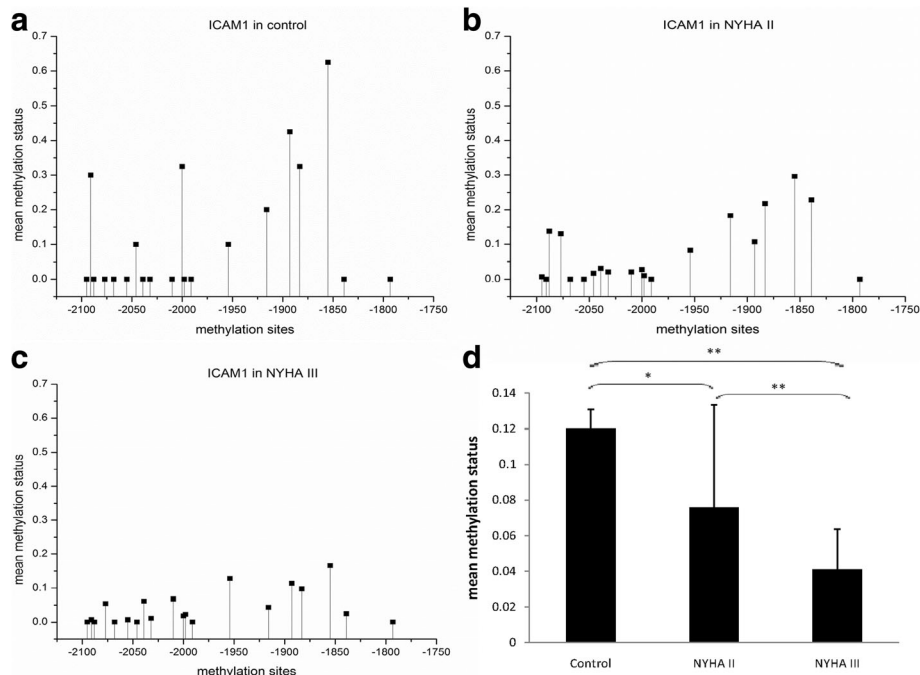 a
ICAM1 in control
0.7
0.6
0.5
0.4
0.3
0.2
0.1
0.0
mean methylation status
-2100 -2050 -2000 -1950 -1900 -1850 -1800 -1750
methylation sites
b
ICAM1 in NYHA II
0.7
0.6
0.5
0.4
0.3
0.2
0.1
0.0
mean methylation status
-2100 -2050 -2000 -1950 -1900 -1850 -1800 -1750
methylation sites
c
ICAM1 in NYHA III
0.7
0.6
0.5
0.4
0.3
0.2
0.1
0.0
mean methylation status
-2100 -2050 -2000 -1950 -1900 -1850 -1800 -1750
methylation sites
d
**
* **
0.14
0.12
0.1
0.08
0.06
0.04
0.02
0
mean methylation status
Control NYHA II NYHA III